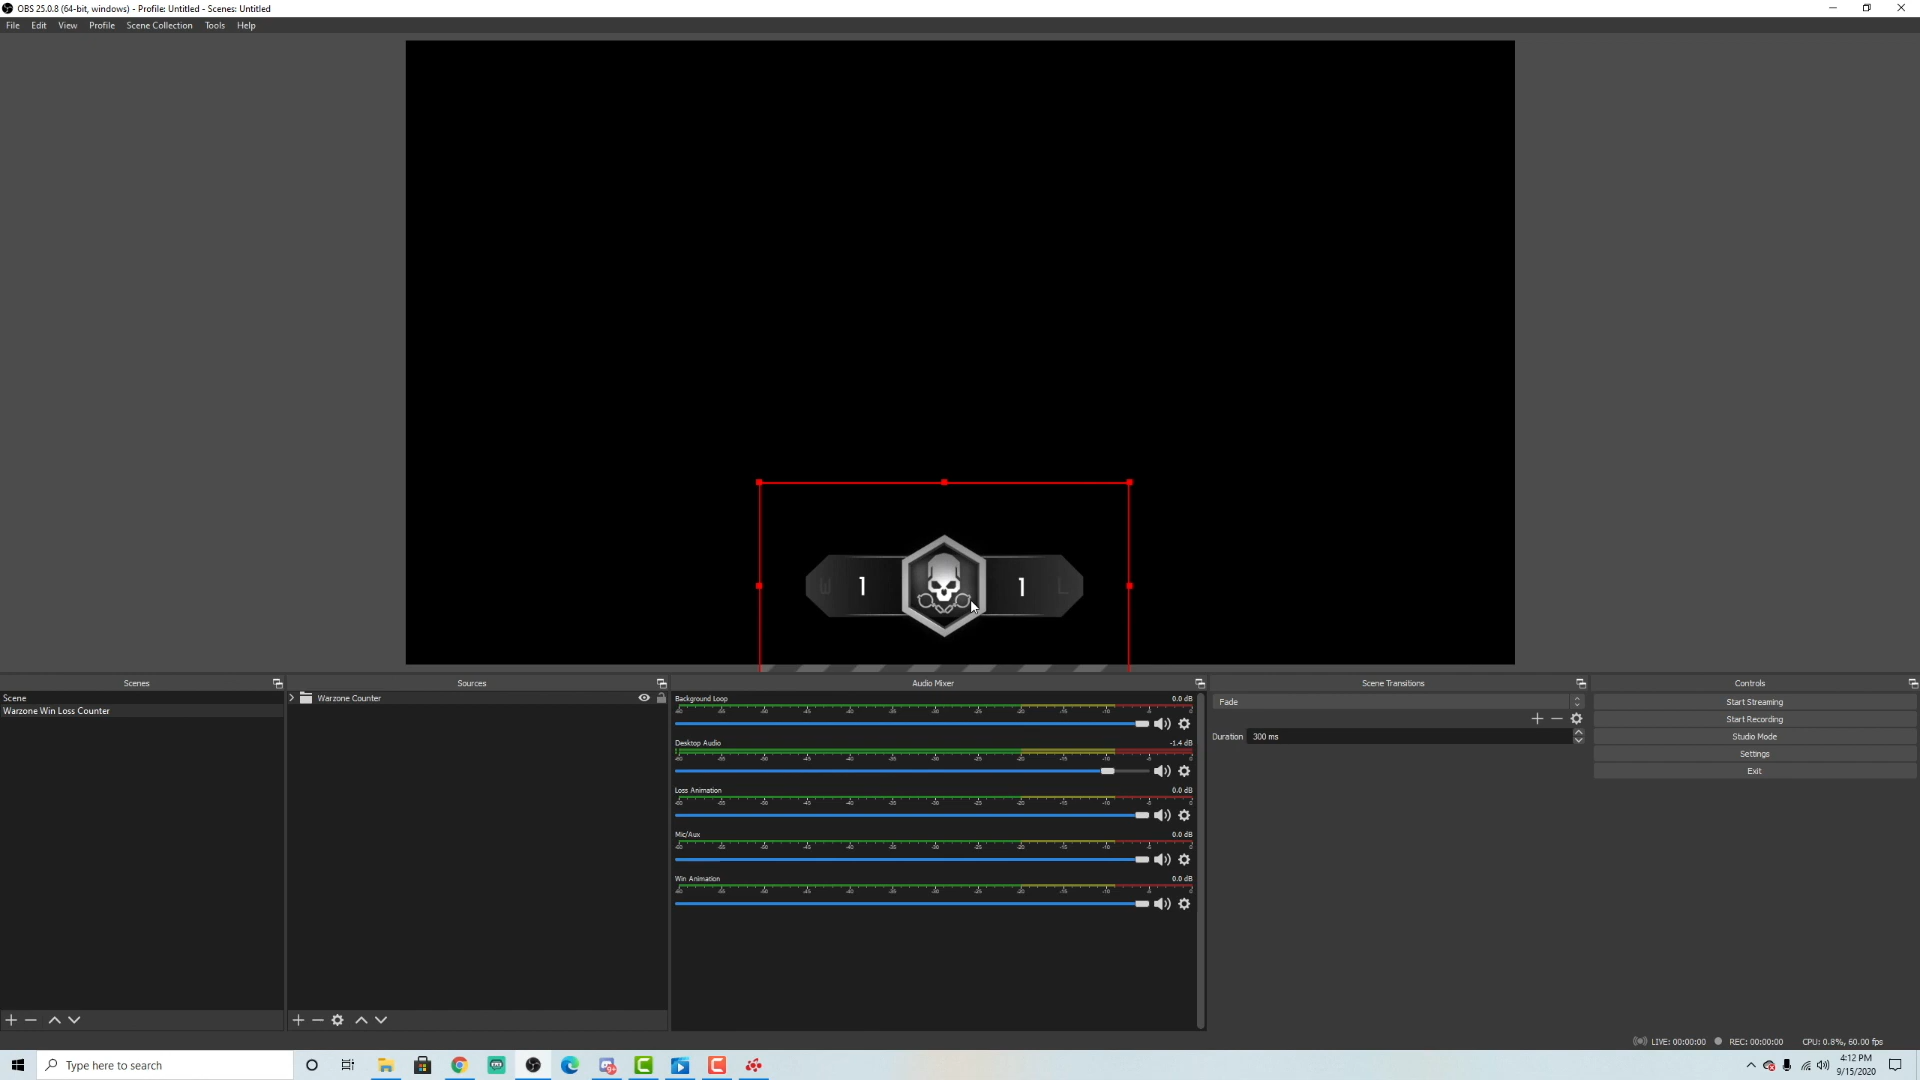 OBS 25.0.8 (64-bit, windows) - Profile: Untitled - Scenes: Untitled
File Edit View Profile Scene Collection Tools Help
W 1 1 L
Scenes
Scene
Warzone Win Loss Counter
Sources
Warzone Counter
Audio Mixer
Background Loop 0.0 dB
Desktop Audio -1.4 dB
Loss Animation 0.0 dB
Mic/Aux 0.0 dB
Win Animation 0.0 dB
Scene Transitions
Fade
Duration 300 ms
Controls
Start Streaming
Start Recording
Studio Mode
Settings
Exit
LIVE: 00:00:00 REC: 00:00:00 CPU: 0.8%, 60.00 fps
Type here to search
4:12 PM
9/15/2020